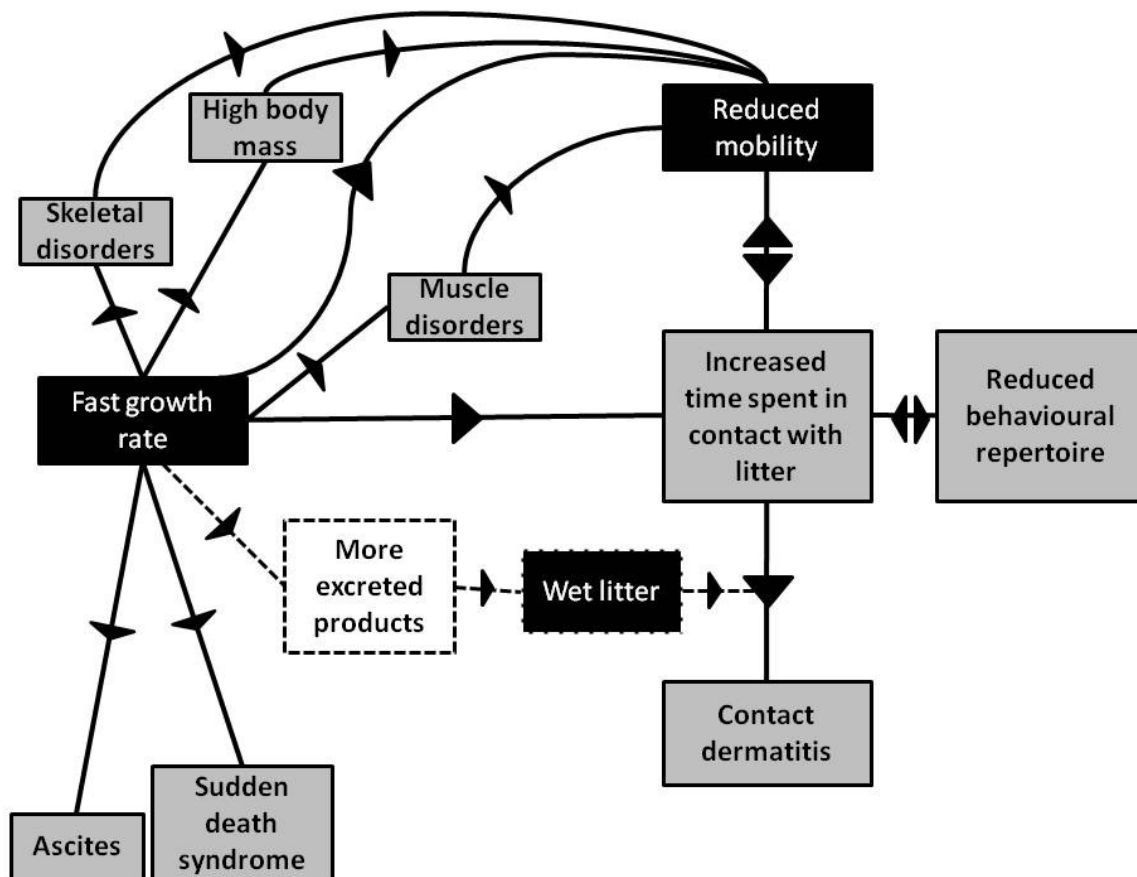 High body
mass
Reduced
mobility
Skeletal
disorders
Muscle
disorders
Increased
time spent in
contact with
litter
Reduced
behavioural
repertoire
Fast growth
rate
More
excreted
products
Wet litter
Contact
dermatitis
Sudden
death
syndrome
Ascites